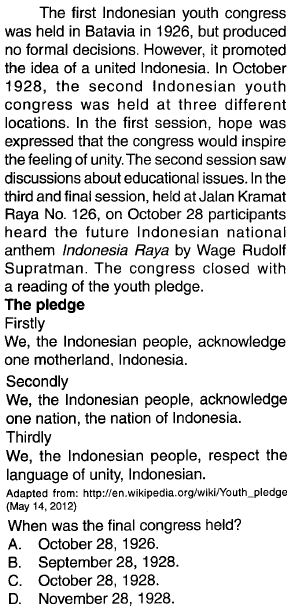 The first Indonesian youth congress
was held in Batavia in 1926, but produced
no formal decisions. However, it promoted
the idea of a united Indonesia. In October
1928, the second Indonesian youth
congress was held at three different
locations. In the first session, hope was
expressed that the congress would inspire
the feeling of unity. The second session saw
discussions about educational issues. In the
third and final session, held at Jalan Kramat
Raya No. 126, on October 28 participants
heard the future Indonesian national
anthem Indonesia Raya by Wage Rudolf
Supratman. The congress closed with
a reading of the youth pledge.
The pledge
Firstly
We, the Indonesian people, acknowledge
one motherland, Indonesia.
Secondly
We, the Indonesian people, acknowledge
one nation, the nation of Indonesia.
Thirdly
We, the Indonesian people, respect the
language of unity, Indonesian.
Adapted from: http://en.wikipedia.org/wiki/Youth_pledge
(May 14, 2012)
When was the final congress held?
A. October 28, 1926.
B. September 28, 1928.
C. October 28, 1928.
D. November 28, 1928.